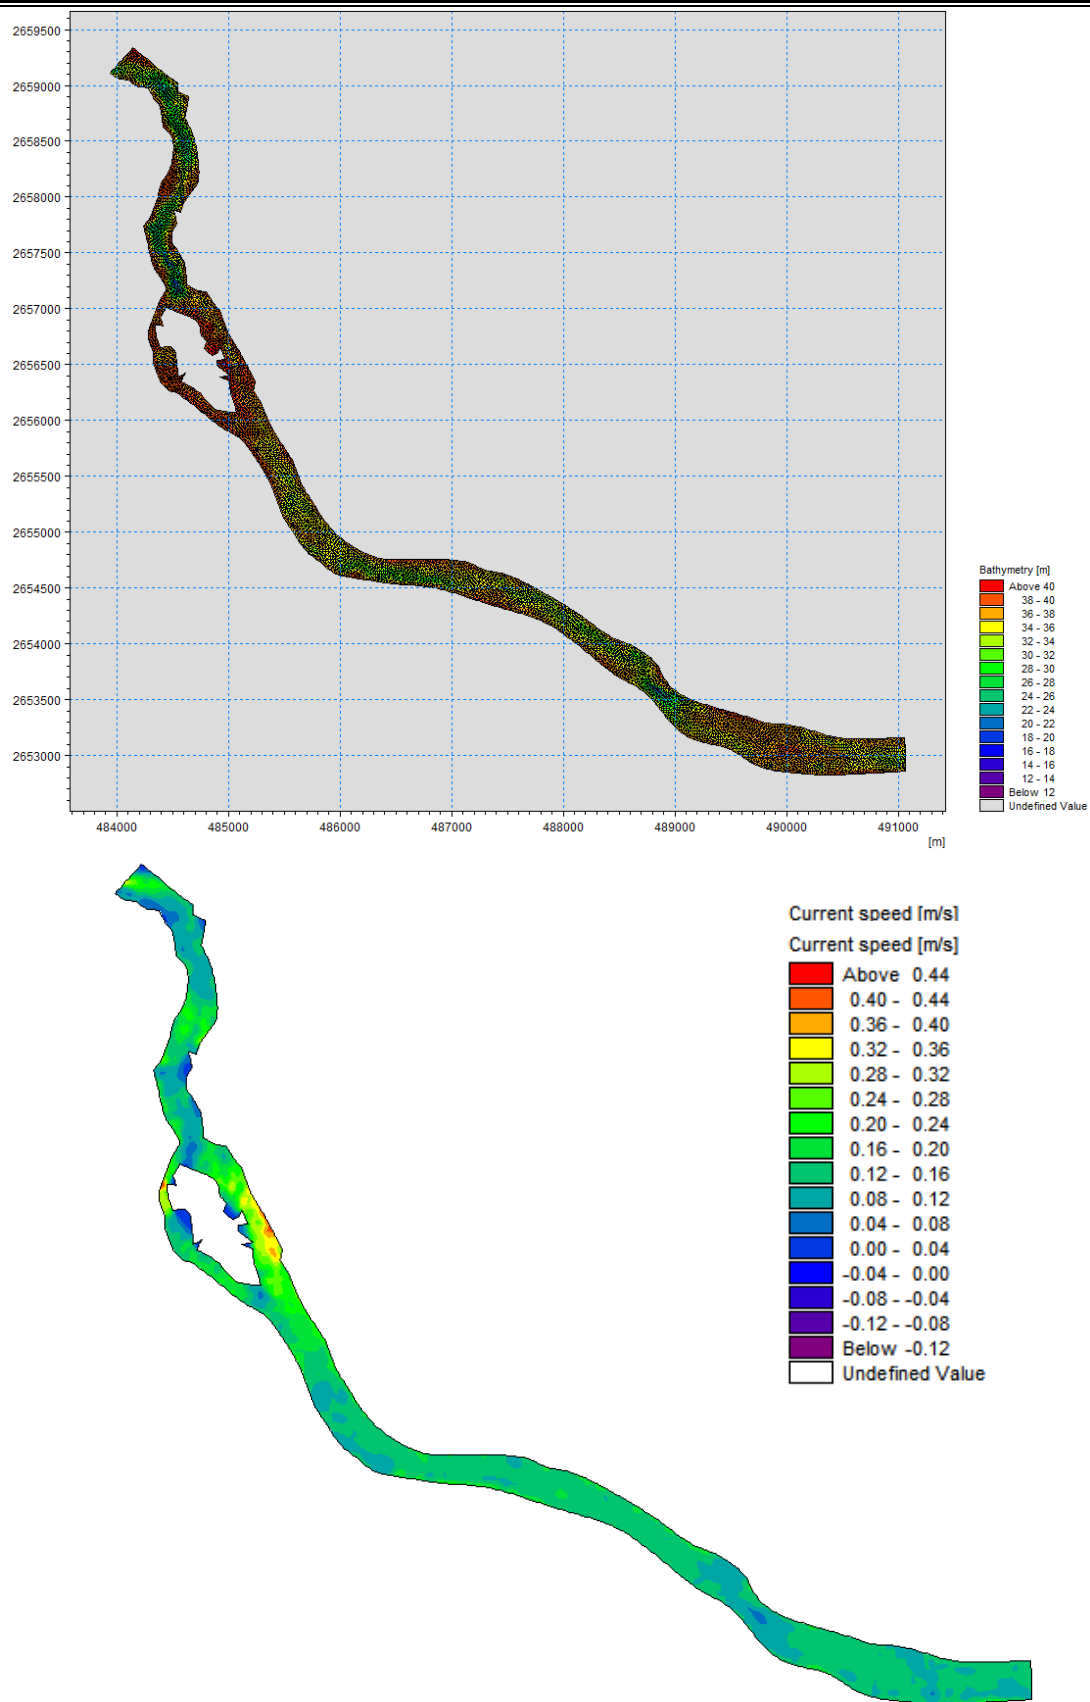 2659500
2659000
2658500
2658000
2657500
2657000
2656500
2656000
2655500
2655000
2654500
2654000
2653500
2653000
484000 485000 486000 487000 488000 489000 490000 491000
[m]
Bathymetry [m]
Above 40
38 - 40
36 - 38
34 - 36
32 - 34
30 - 32
28 - 30
26 - 28
24 - 26
22 - 24
20 - 22
18 - 20
16 - 18
14 - 16
12 - 14
Below 12
Undefined Value
Current speed [m/s]
Current speed [m/s]
Above 0.44
0.40 - 0.44
0.36 - 0.40
0.32 - 0.36
0.28 - 0.32
0.24 - 0.28
0.20 - 0.24
0.16 - 0.20
0.12 - 0.16
0.08 - 0.12
0.04 - 0.08
0.00 - 0.04
-0.04 - 0.00
-0.08 - -0.04
-0.12 - -0.08
Below -0.12
Undefined Value